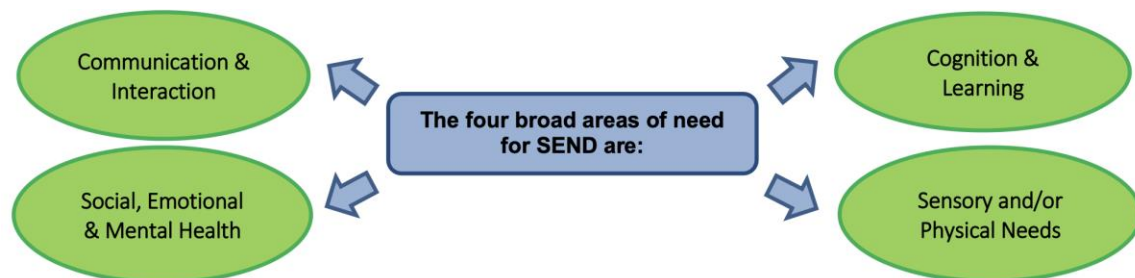 The four broad areas of need
for SEND are:
Communication &
Interaction
Cognition &
Learning
Social, Emotional
& Mental Health
Sensory and/or
Physical Needs